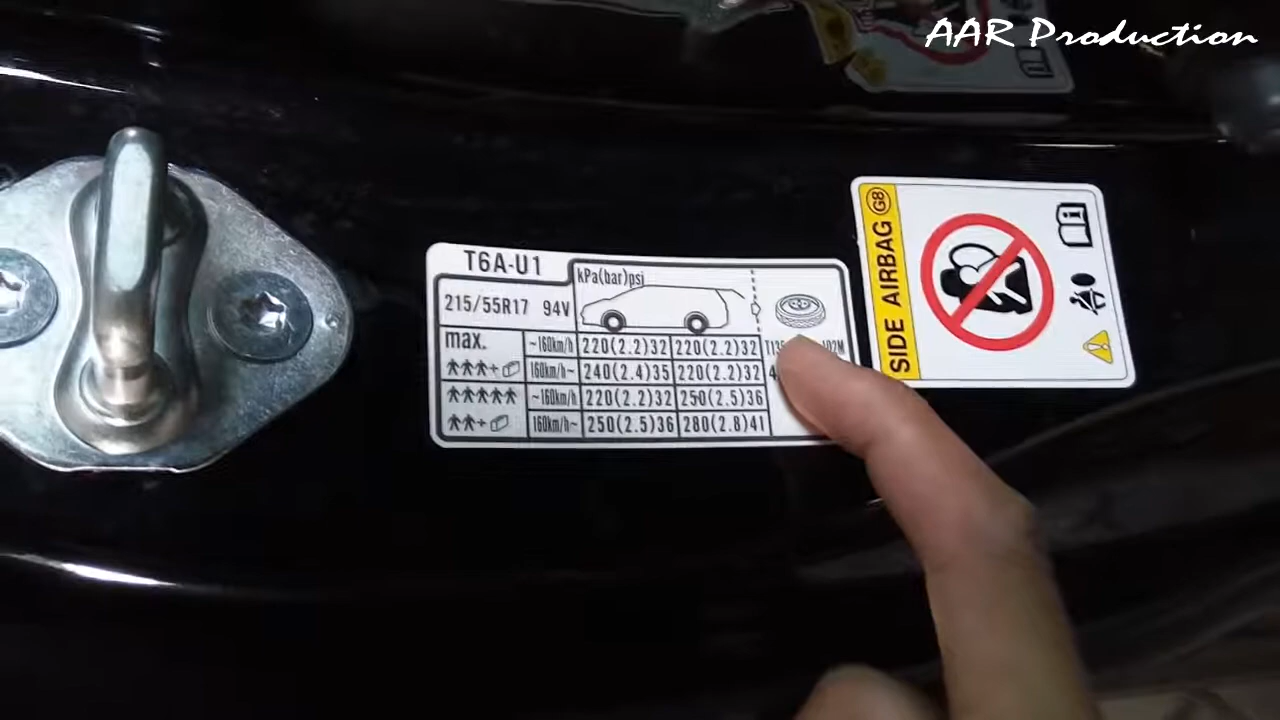 AAR Production
T6A-U1
kPa(bar)psi
215/55R17 94V
max.
~160km/h 220(2.2)32 220(2.2)32
160km/h~ 240(2.4)35 220(2.2)32
~160km/h 220(2.2)32 250(2.5)36
160km/h~ 250(2.5)36 280(2.8)41
SIDE AIRBAG G8